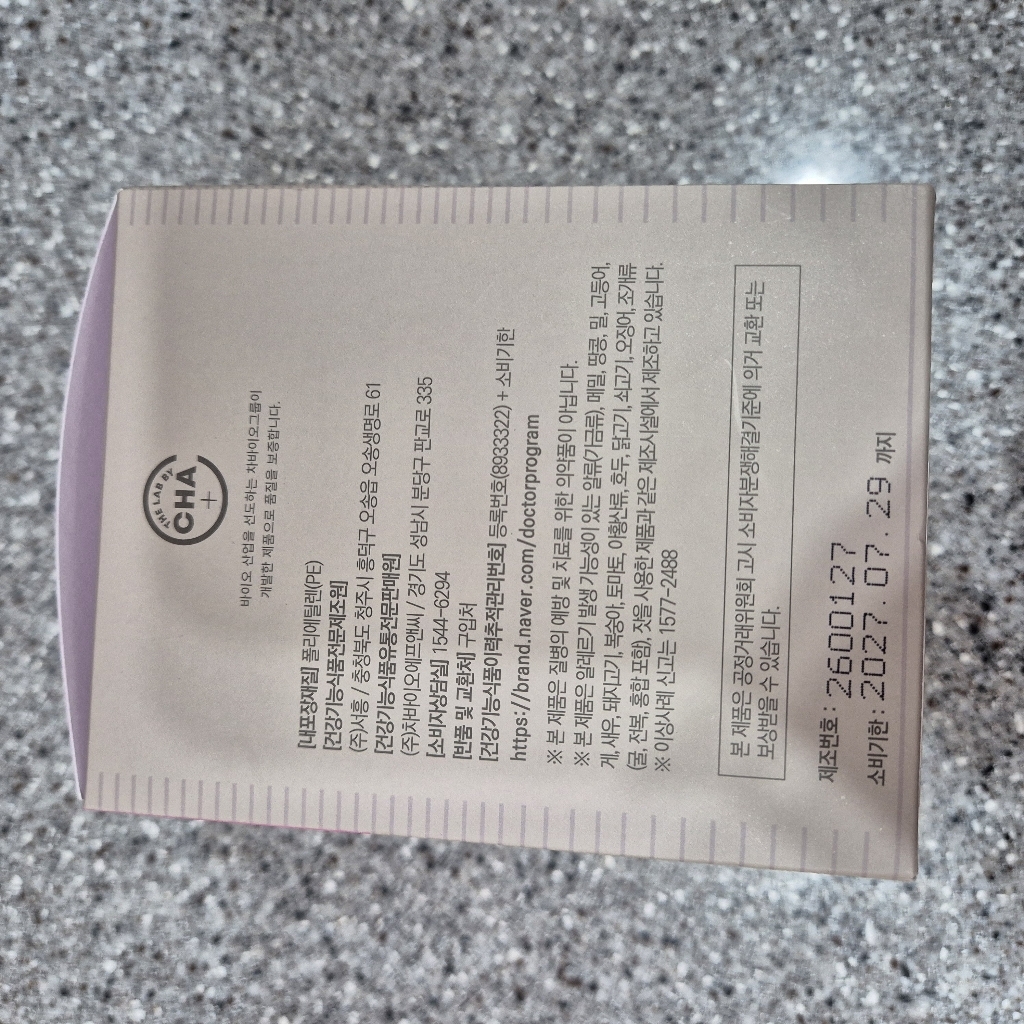 THE LAB BY
CHA
바이오 산업을 선도하는 차바이오그룹이
개발한 제품으로 품질을 보증합니다.
[내포장재질] 폴리에틸렌(PE)
[건강기능식품전문제조원]
(주)서흥 / 충청북도 청주시 흥덕구 오송읍 오송생명로 61
[건강기능식품유통전문판매원]
(주)차바이오에프앤씨 / 경기도 성남시 분당구 판교로 335
[소비자상담실] 1544-6294
[반품 및 교환처] 구입처
[건강기능식품이력추적관리번호] 등록번호(8933322) + 소비기한
https://brand.naver.com/doctorprogram
※ 본 제품은 질병의 예방 및 치료를 위한 의약품이 아닙니다.
※ 본 제품은 알레르기 발생 가능성이 있는 알류(가금류), 메밀, 땅콩, 밀, 고등어,
게, 새우, 돼지고기, 복숭아, 토마토, 아황산류, 호두, 닭고기, 쇠고기, 오징어, 조개류
(굴, 전복, 홍합 포함), 잣을 사용한 제품과 같은 제조시설에서 제조하고 있습니다.
※ 이상사례 신고는 1577-2488
본 제품은 공정거래위원회 고시 소비자분쟁해결기준에 의거 교환 또는
보상받을 수 있습니다.
제조번호 : 2600127
소비기한 : 2027.07.29 까지